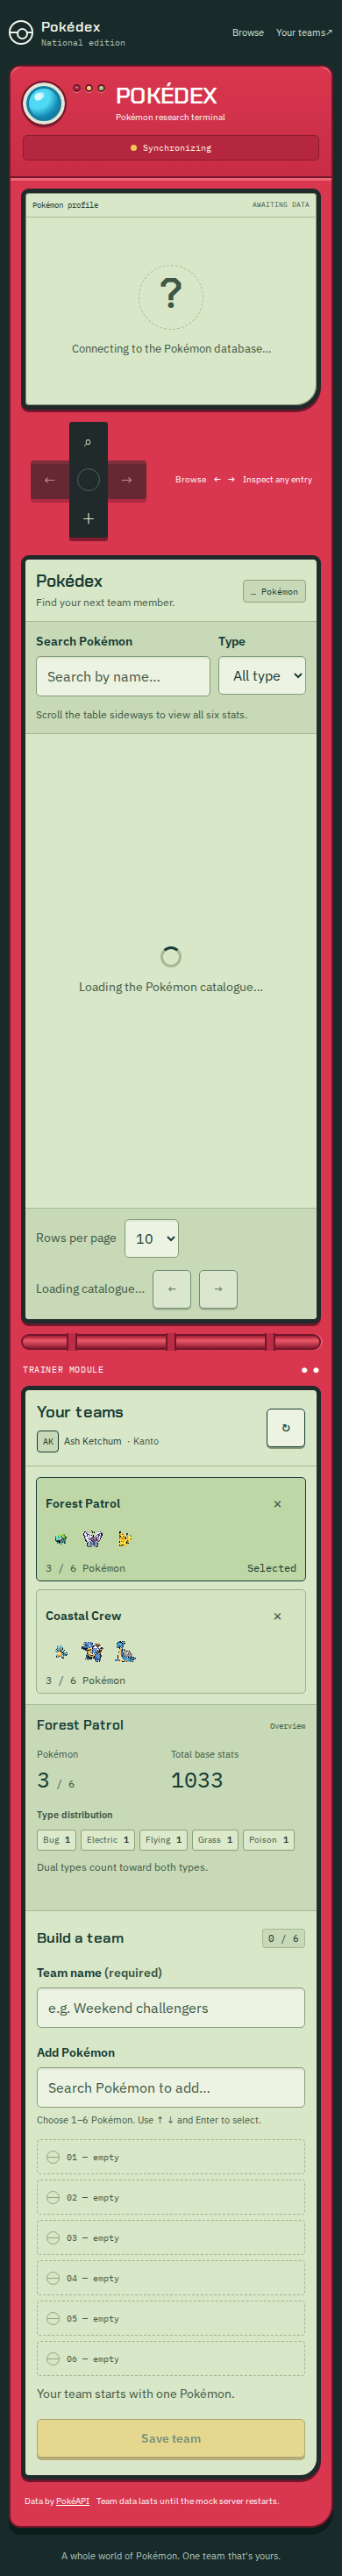 Pokédex
National edition
Browse Your teams↗
POKÉDEX
Pokémon research terminal
Synchronizing
Pokémon profile AWAITING DATA
?
Connecting to the Pokémon database…
Browse ← → Inspect any entry
Pokédex
Find your next team member.
… Pokémon
Search Pokémon Type
Search by name… All type
Scroll the table sideways to view all six stats.
Loading the Pokémon catalogue…
Rows per page 10
Loading catalogue… ← →
TRAINER MODULE
Your teams
AK Ash Ketchum · Kanto
↻
Forest Patrol ×
3 / 6 Pokémon Selected
Coastal Crew ×
3 / 6 Pokémon
Forest Patrol Overview
Pokémon Total base stats
3 / 6 1033
Type distribution
Bug 1 Electric 1 Flying 1 Grass 1 Poison 1
Dual types count toward both types.
Build a team 0 / 6
Team name (required)
e.g. Weekend challengers
Add Pokémon
Search Pokémon to add…
Choose 1–6 Pokémon. Use ↑ ↓ and Enter to select.
01 — empty
02 — empty
03 — empty
04 — empty
05 — empty
06 — empty
Your team starts with one Pokémon.
Save team
Data by PokéAPI Team data lasts until the mock server restarts.
A whole world of Pokémon. One team that's yours.